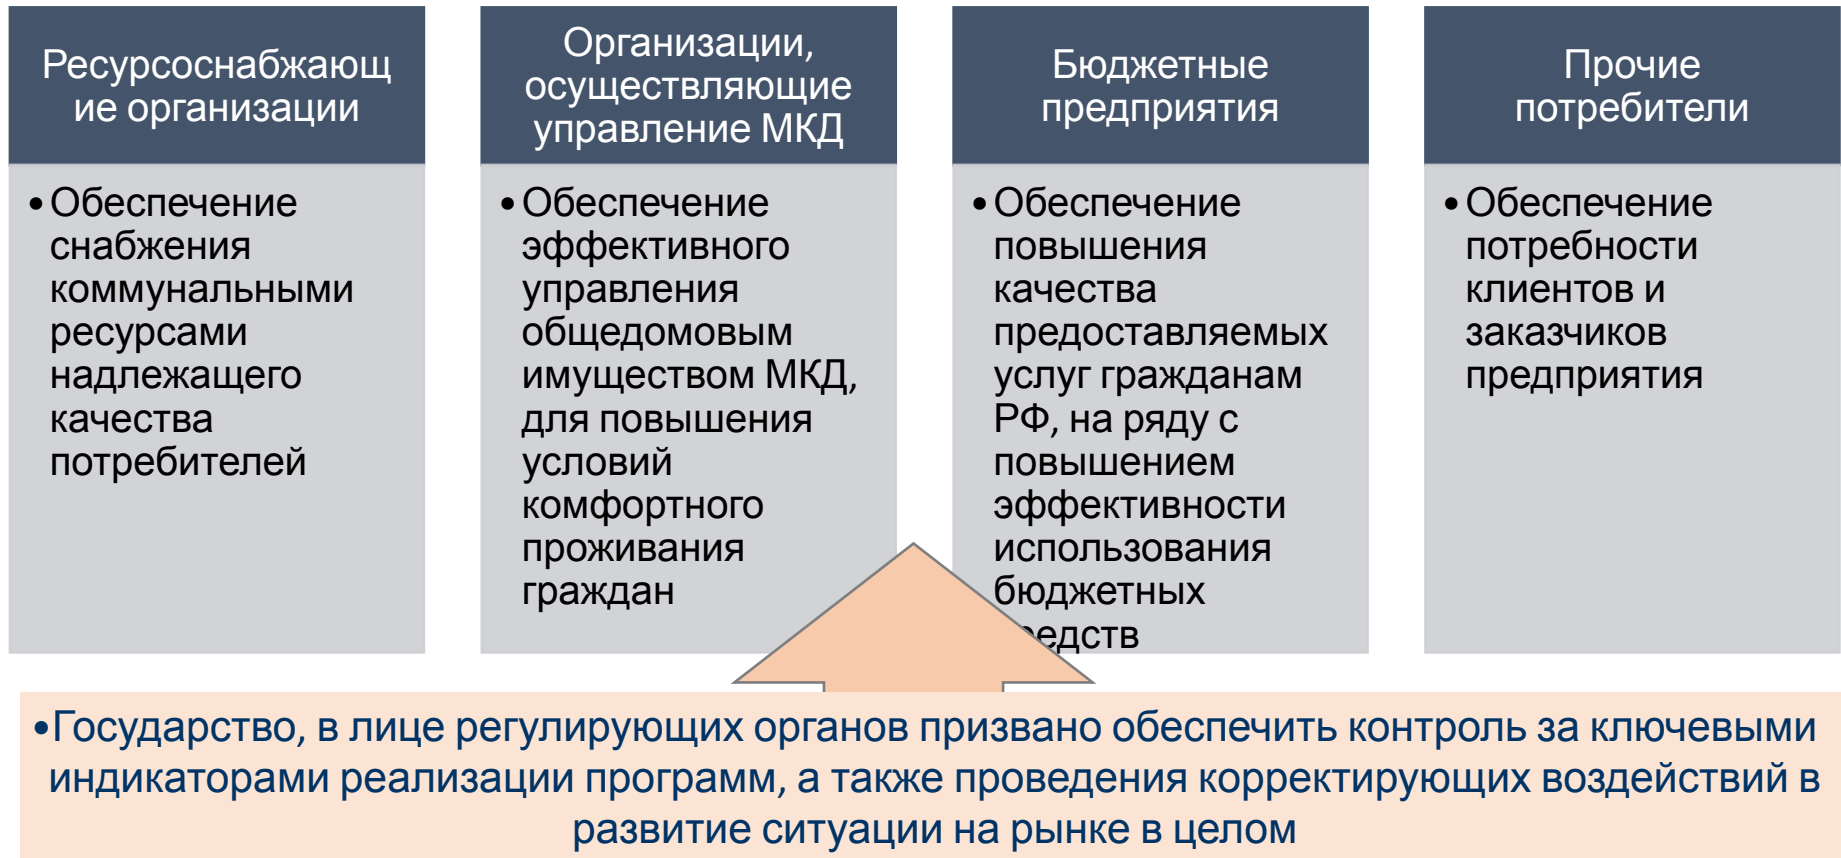 Ресурсоснабжающ
ие организации
• Обеспечение
снабжения
коммунальными
ресурсами
надлежащего
качества
потребителей
Организации,
осуществляющие
управление МКД
• Обеспечение
эффективного
управления
общедомовым
имуществом МКД,
для повышения
условий
комфортного
проживания
граждан
Бюджетные
предприятия
• Обеспечение
повышения
качества
предоставляемых
услуг гражданам
РФ, на ряду с
повышением
эффективности
использования
бюджетных
Прочие
потребители
• Обеспечение
потребности
клиентов и
заказчиков
предприятия
•Государство, в лице регулирующих органов призвано обеспечить контроль за ключевыми
индикаторами реализации программ, а также проведения корректирующих воздействий в
развитие ситуации на рынке в целом